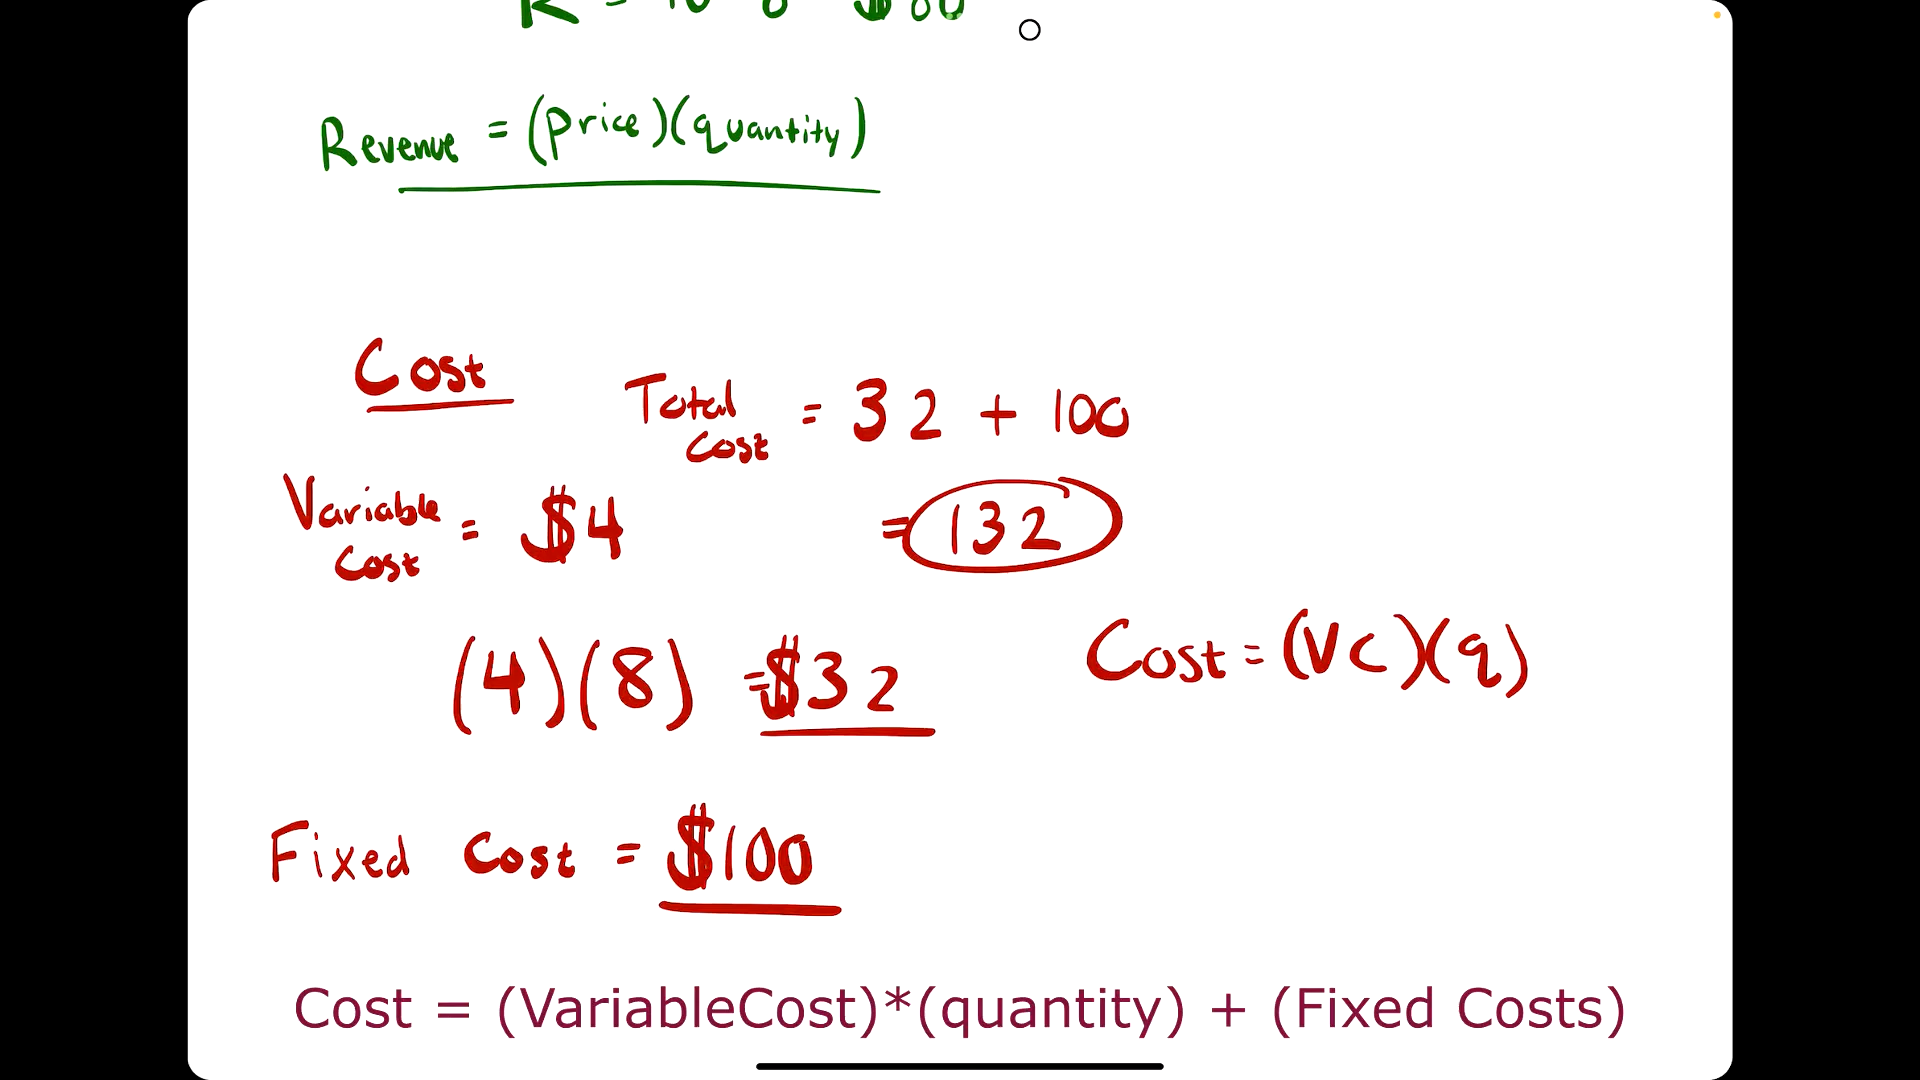 Revenue = (price)(quantity)
Cost
Total Cost = 32 + 100
Variable Cost = $4
= 132
Cost = (VC)(q)
(4)(8) = $32
Fixed Cost = $100
Cost = (VariableCost)*(quantity) + (Fixed Costs)